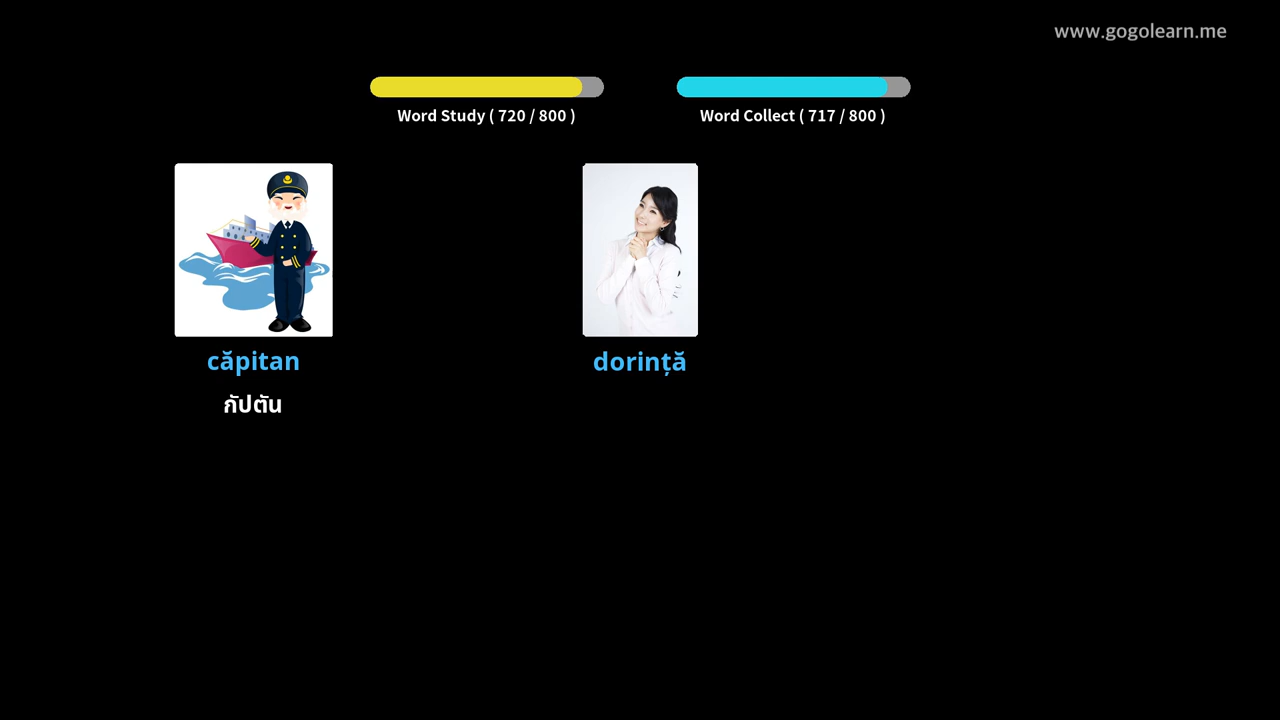 www.gogolearn.me
Word Study ( 720 / 800 )
Word Collect ( 717 / 800 )
căpitan
กัปตัน
dorință